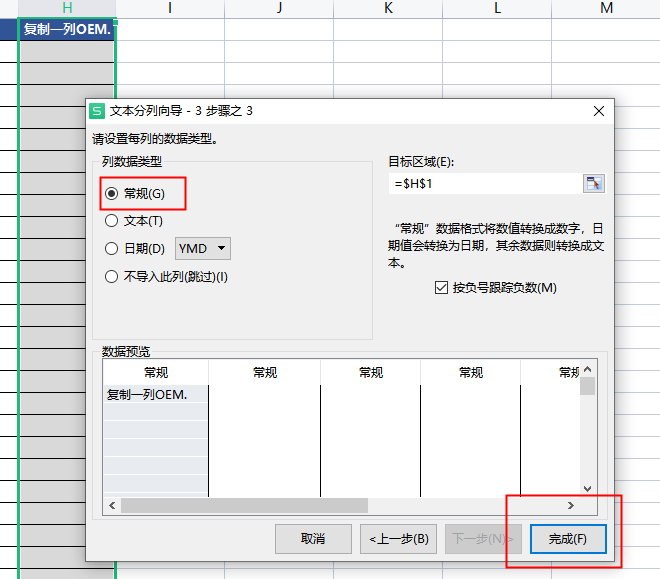 H I J K L M
复制一列OEM.
文本分列向导 - 3 步骤之 3
请设置每列的数据类型。
列数据类型
常规(G)
文本(T)
日期(D) YMD
不导入此列(跳过)(I)
目标区域(E):
=$H$1
“常规”数据格式将数值转换成数字，日
期值会转换为日期，其余数据则转换成文
本。
按负号跟踪负数(M)
数据预览
常规 常规 常规 常规 常规
复制一列OEM.
取消 <上一步(B) 下一步(N)> 完成(F)